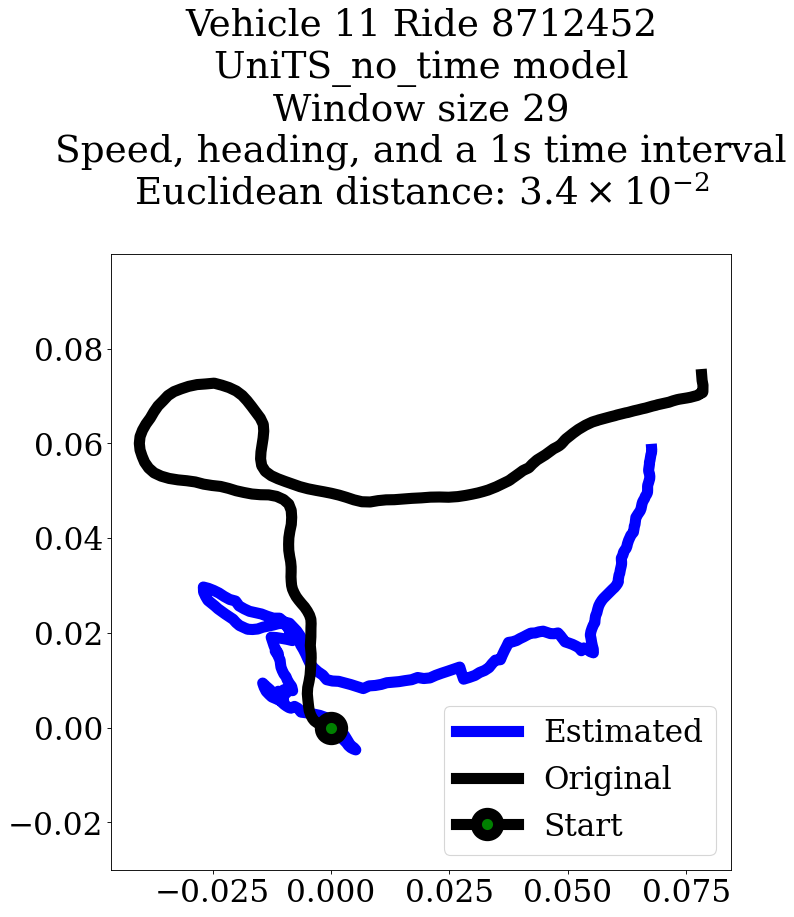 Vehicle 11 Ride 8712452
UniTS_no_time model
Window size 29
Speed, heading, and a 1s time interval
Euclidean distance: 3.4 × 10⁻²
0.08
0.06
0.04
0.02
0.00
−0.02
−0.025 0.000 0.025 0.050 0.075
Estimated
Original
Start